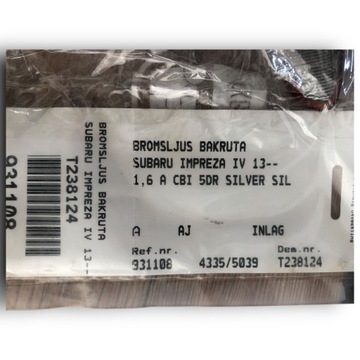 BROMSLJUS BAKRUTA
SUBARU IMPREZA IV 13--
T238124
931108
BROMSLJUS BAKRUTA
SUBARU IMPREZA IV 13--
1,6 A CBI 5DR SILVER SIL
A AJ INLAG
Ref.nr. Dem.nr.
931108 4335/5039 T238124